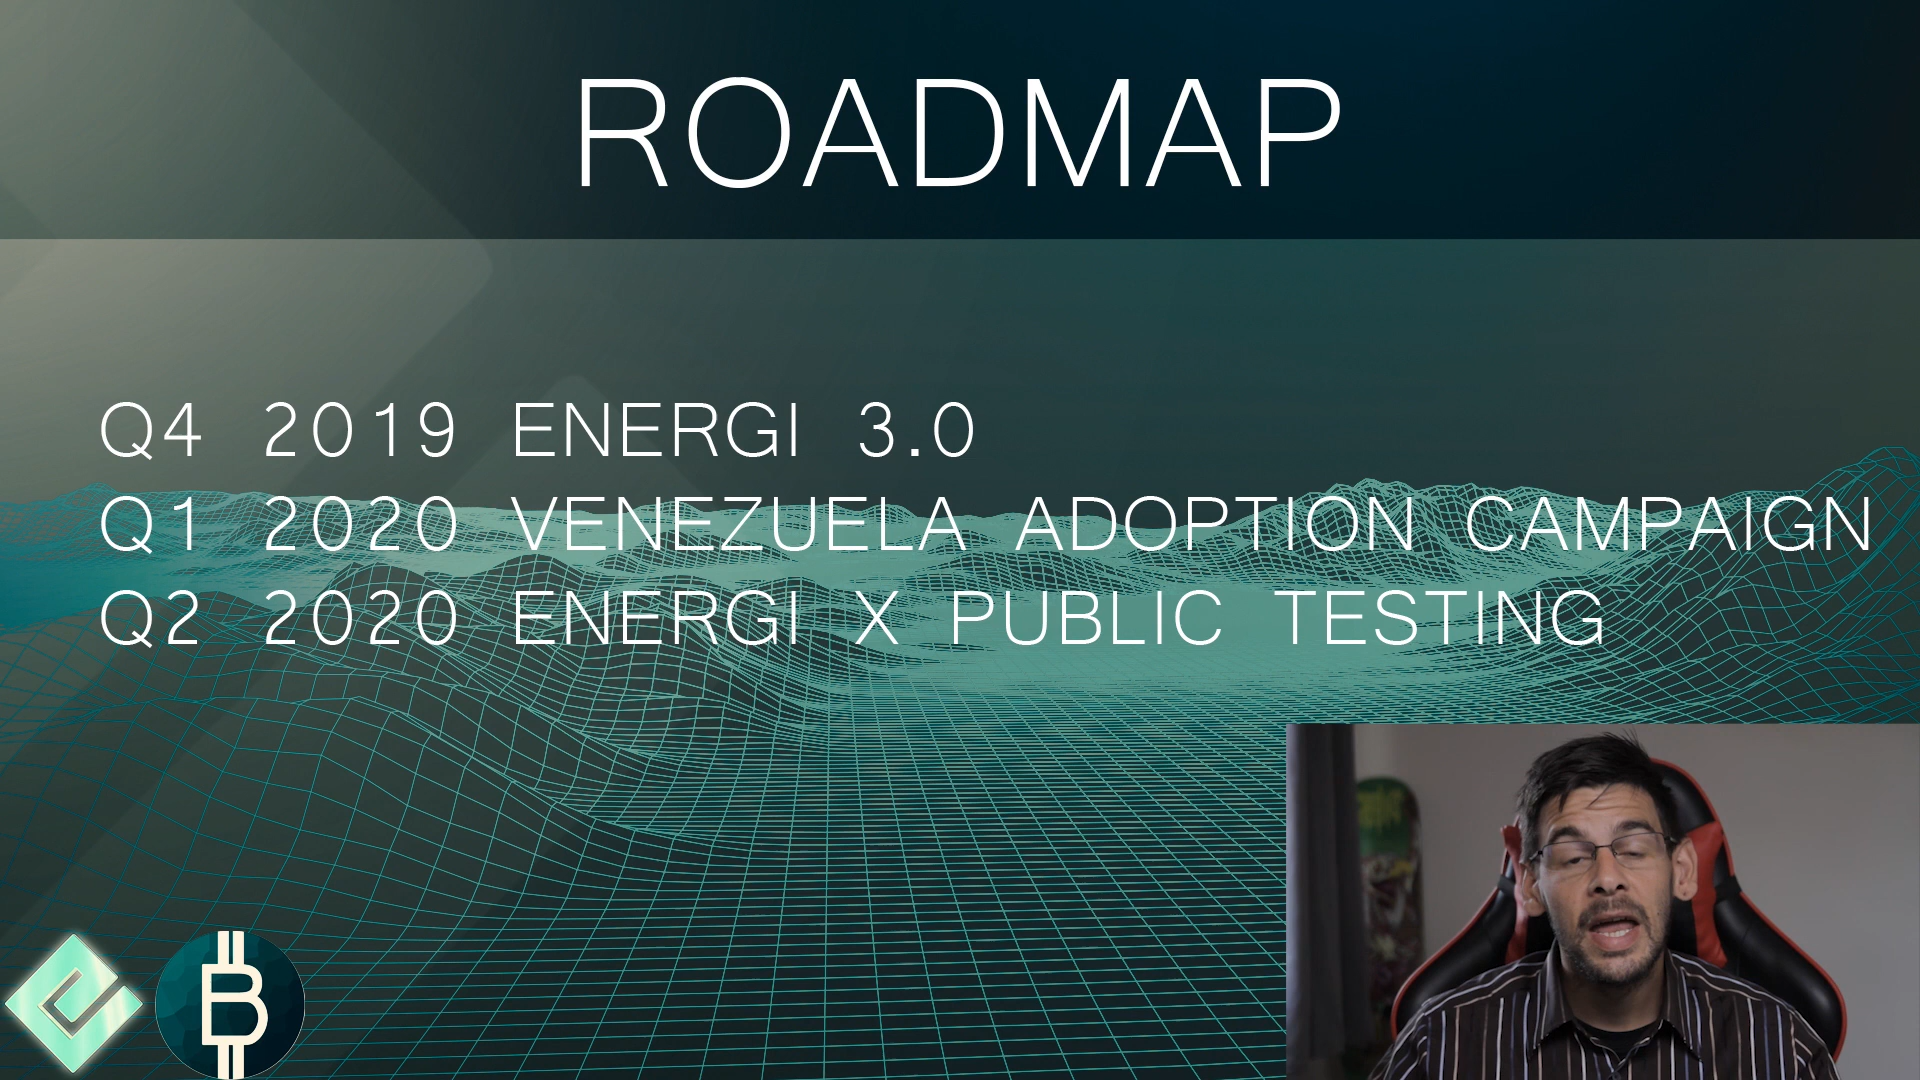 ROADMAP
Q4 2019 ENERGI 3.0
Q1 2020 VENEZUELA ADOPTION CAMPAIGN
Q2 2020 ENERGI X PUBLIC TESTING